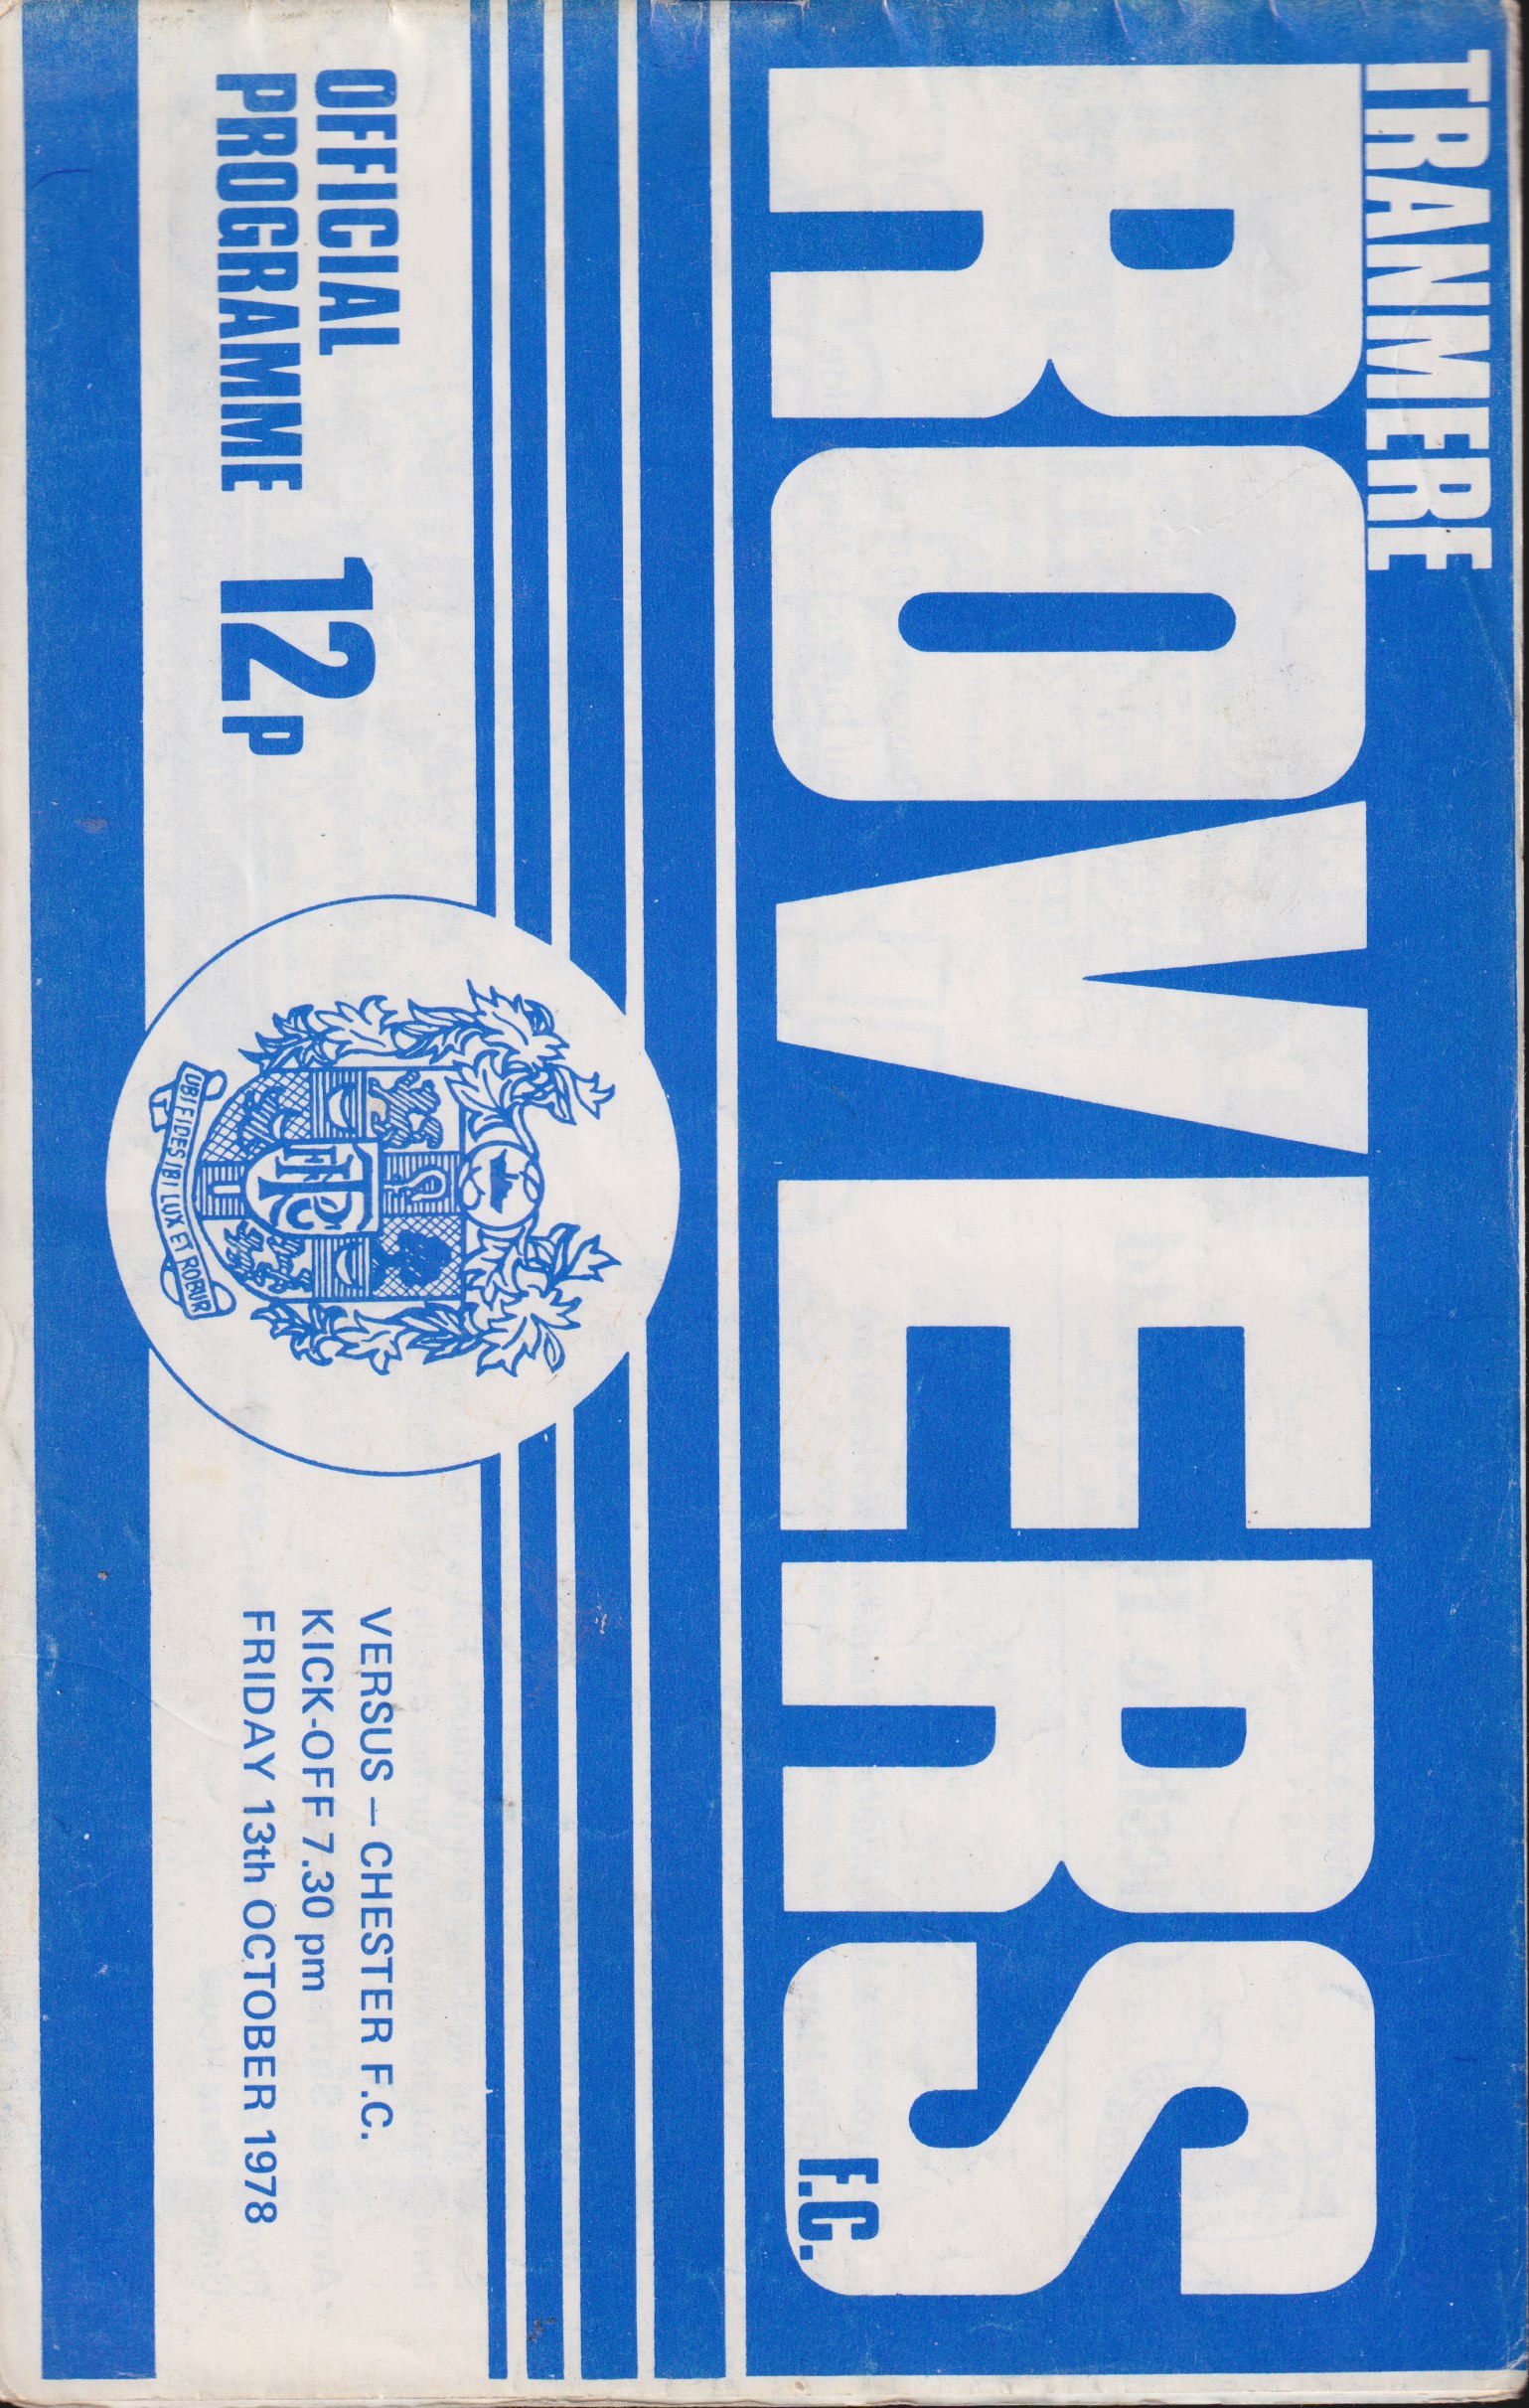 TRANMERE
ROVERS
F.C.
OFFICIAL
PROGRAMME 12p
TRFC
UBI FIDES IBI LUX ET ROBUR
VERSUS — CHESTER F.C.
KICK-OFF 7.30 pm
FRIDAY 13th OCTOBER 1978